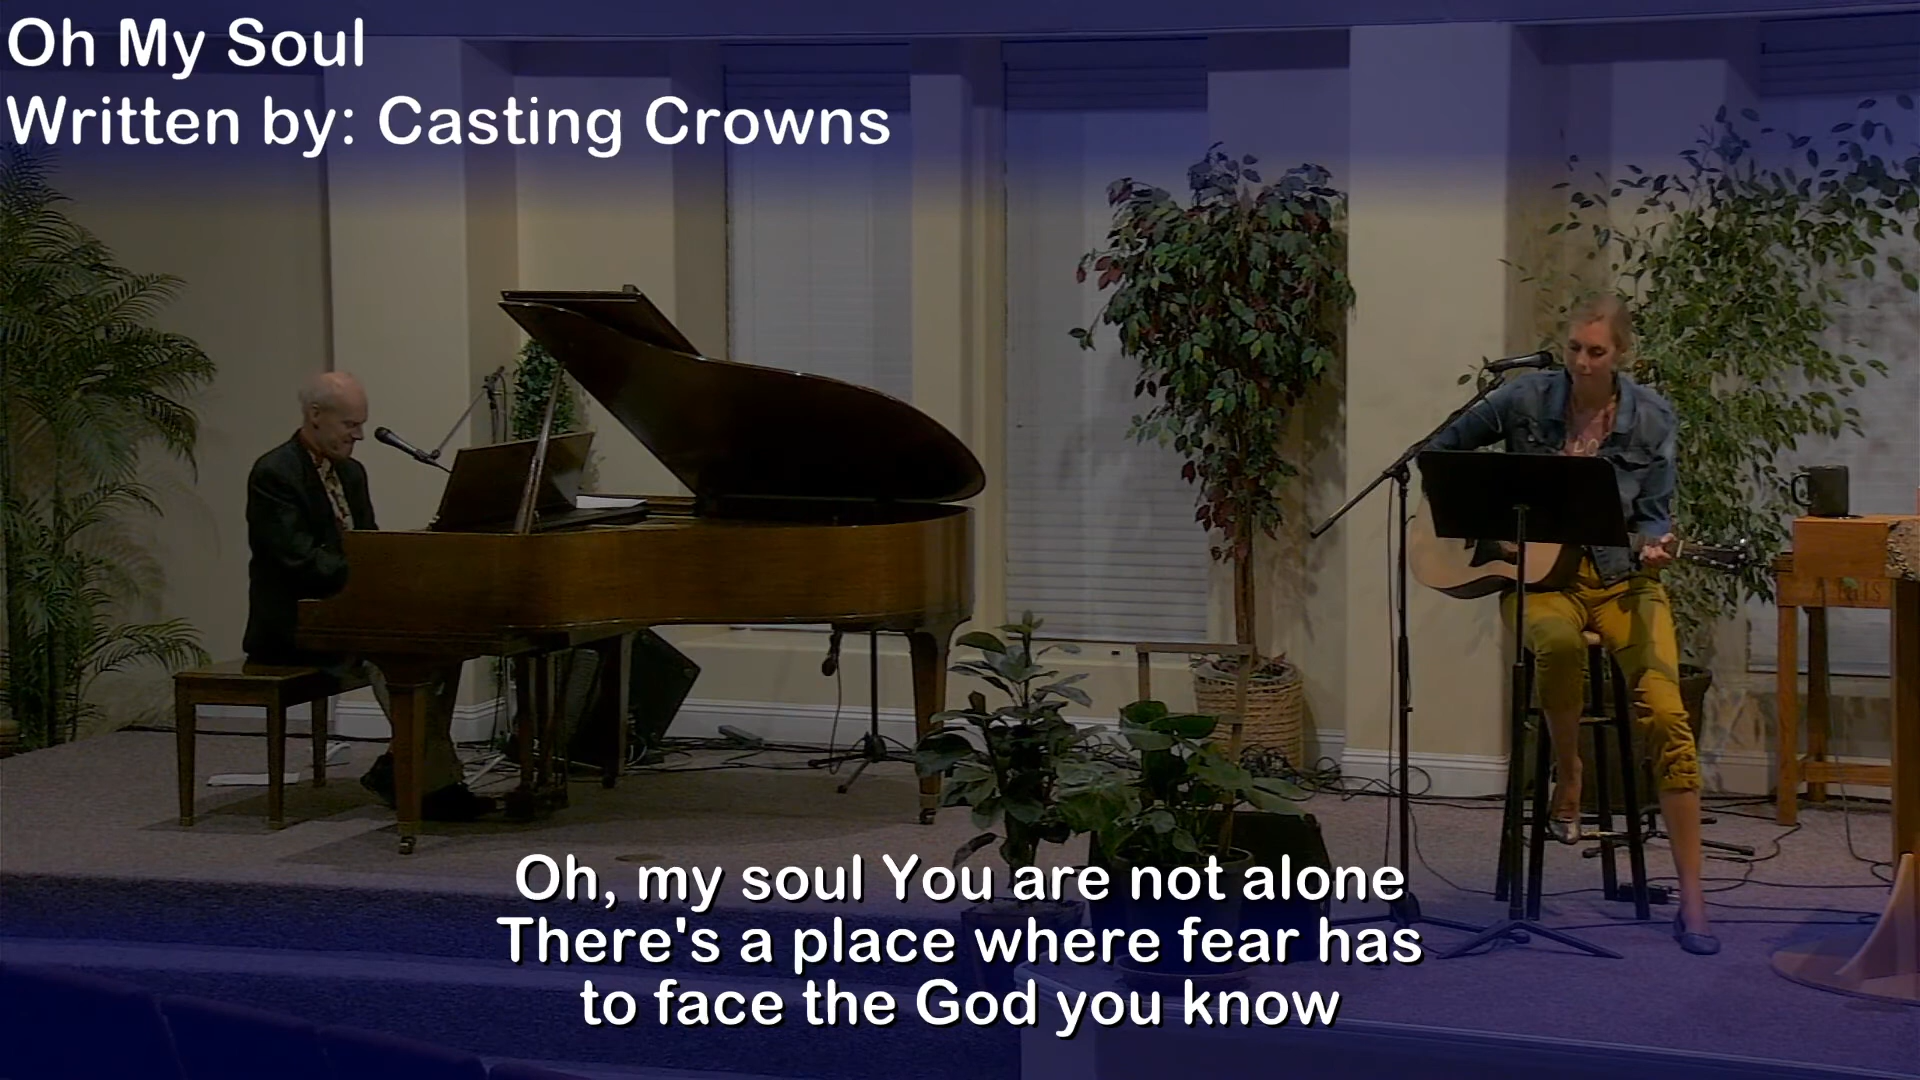 Oh My Soul
Written by: Casting Crowns
Oh, my soul You are not alone
There's a place where fear has
to face the God you know